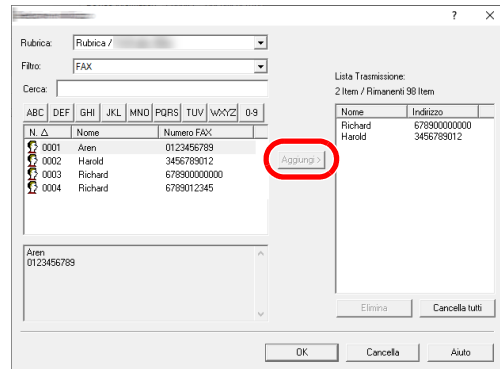 ? ×
Rubrica: Rubrica /
Filtro: FAX
Cerca:
ABC DEF GHI JKL MNO PQRS TUV WXYZ 0-9
N. △ Nome Numero FAX
0001 Aren 0123456789
0002 Harold 3456789012
0003 Richard 678900000000
0004 Richard 6789012345
Aren
0123456789
Aggiungi >
Lista Trasmissione:
2 Item / Rimanenti 98 Item
Nome Indirizzo
Richard 678900000000
Harold 3456789012
Elimina Cancella tutti
OK Cancella Aiuto